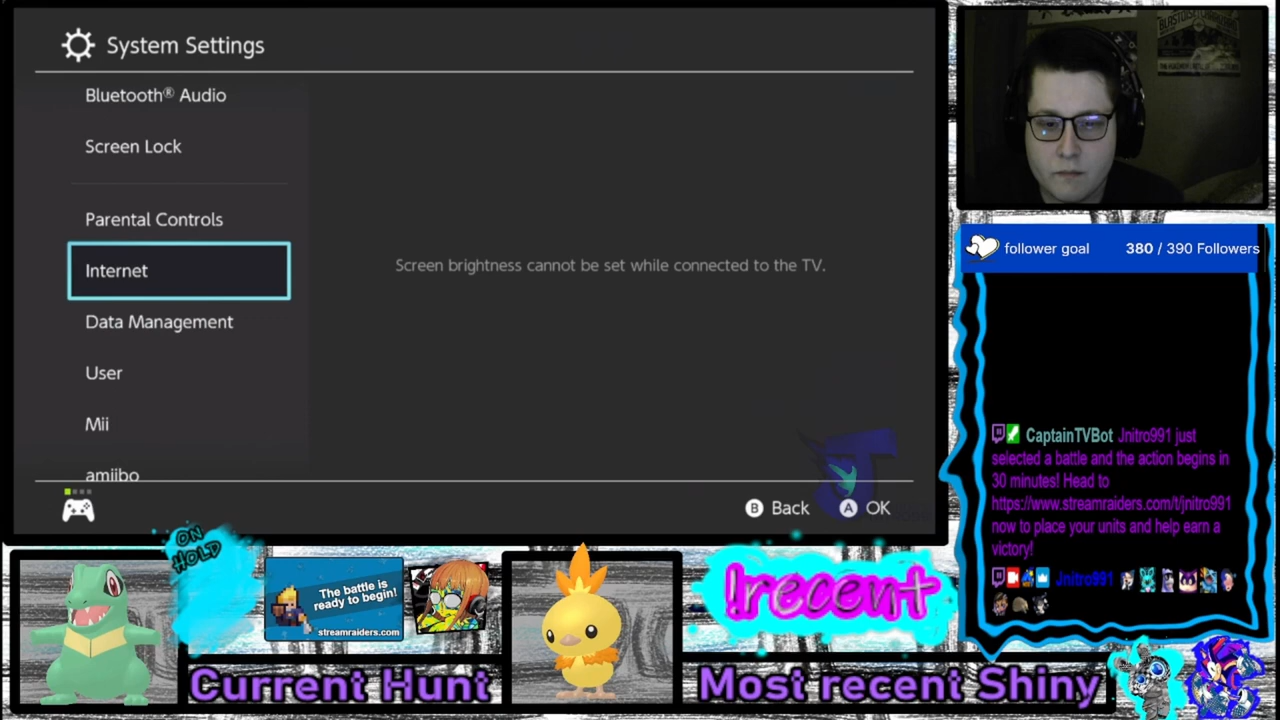 System Settings
Bluetooth® Audio
Screen Lock
Parental Controls
Internet
Data Management
User
Mii
amiibo
Screen brightness cannot be set while connected to the TV.
B Back A OK
follower goal 380 / 390 Followers
CaptainTVBot Jnitro991 just
selected a battle and the action begins in
30 minutes! Head to
https://www.streamraiders.com/t/jnitro991
now to place your units and help earn a
victory!
Jnitro991
ON
HOLD
The battle is
ready to begin!
streamraiders.com
!recent
Current Hunt
Most recent Shiny